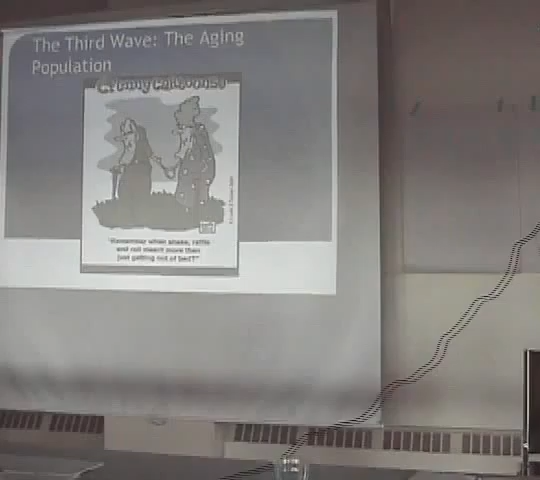 The Third Wave: The Aging
Population
"Remember when shake, rattle
and roll meant more than
just getting out of bed?"